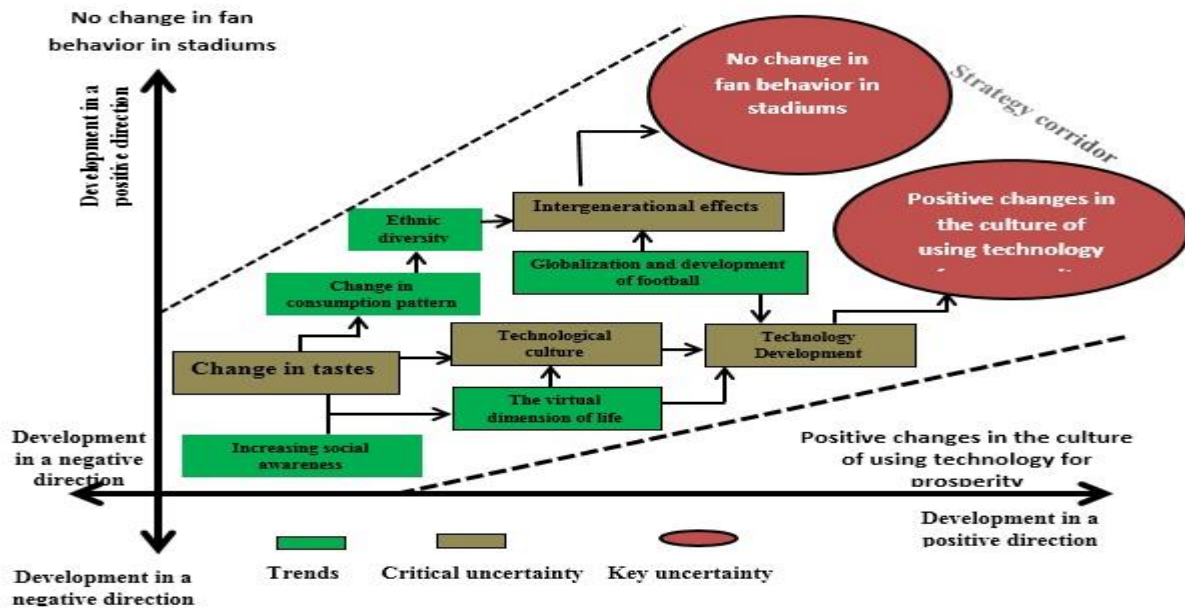 No change in fan
behavior in stadiums
Development in a
positive direction
No change in
fan behavior in
stadiums
Strategy corridor
Positive changes in
the culture of
using technology
Intergenerational effects
Ethnic
diversity
Globalization and development
of football
Change in
consumption pattern
Technological
culture
Technology
Development
Change in tastes
The virtual
dimension of life
Increasing social
awareness
Development
in a negative
direction
Positive changes in the culture
of using technology for
prosperity
Development in a
positive direction
Development in a
negative direction
Trends
Critical uncertainty
Key uncertainty